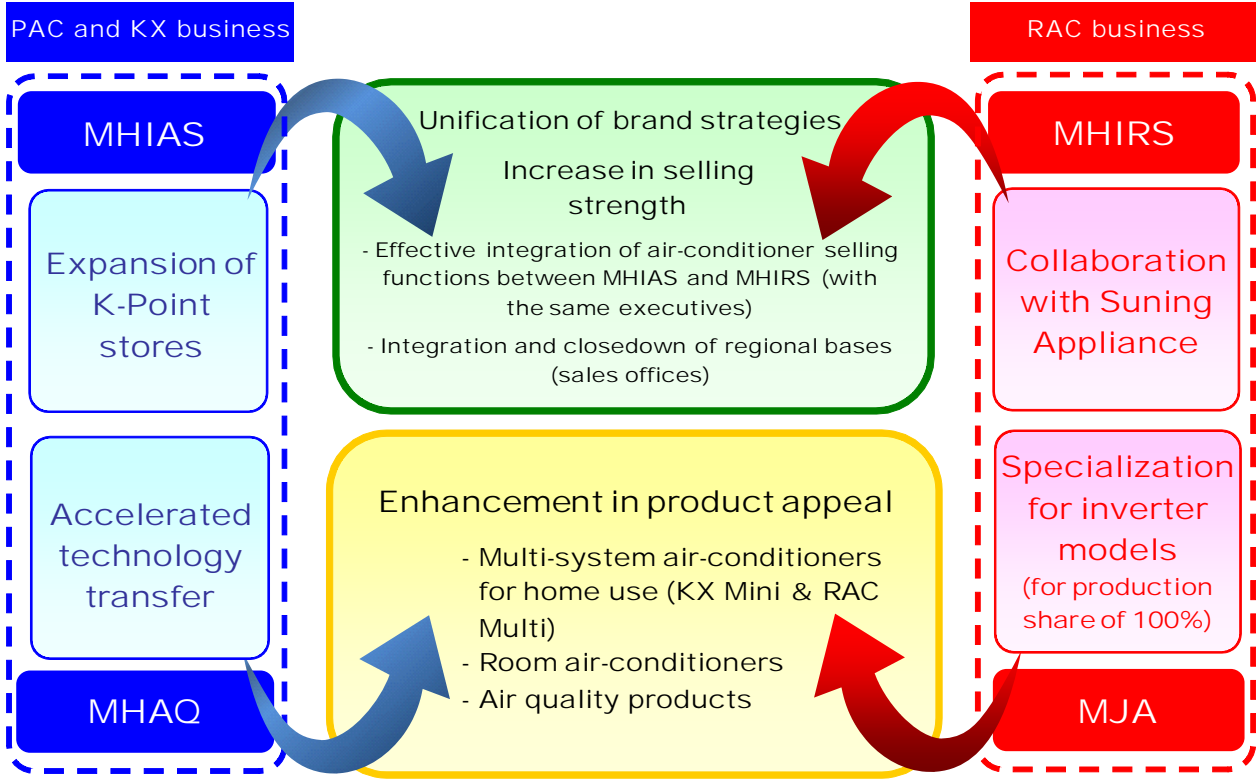 PAC and KX business
MHIAS
Expansion of
K-Point
stores
Accelerated
technology
transfer
MHAQ
Unification of brand strategies
Increase in selling
strength
- Effective integration of air-conditioner selling
functions between MHIAS and MHIRS (with
the same executives)
- Integration and closedown of regional bases
(sales offices)
Enhancement in product appeal
- Multi-system air-conditioners
for home use (KX Mini & RAC
Multi)
- Room air-conditioners
- Air quality products
RAC business
MHIRS
Collaboration
with Suning
Appliance
Specialization
for inverter
models
(for production
share of 100%)
MJA